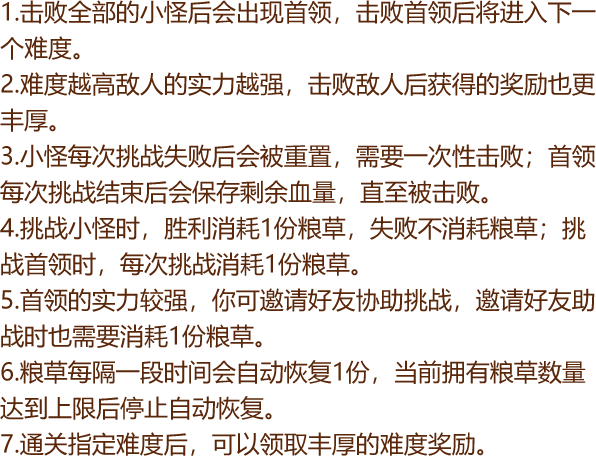 1.击败全部的小怪后会出现首领，击败首领后将进入下一
个难度。
2.难度越高敌人的实力越强，击败敌人后获得的奖励也更
丰厚。
3.小怪每次挑战失败后会被重置，需要一次性击败；首领
每次挑战结束后会保存剩余血量，直至被击败。
4.挑战小怪时，胜利消耗1份粮草，失败不消耗粮草；挑
战首领时，每次挑战消耗1份粮草。
5.首领的实力较强，你可邀请好友协助挑战，邀请好友助
战时也需要消耗1份粮草。
6.粮草每隔一段时间会自动恢复1份，当前拥有粮草数量
达到上限后停止自动恢复。
7.通关指定难度后，可以领取丰厚的难度奖励。